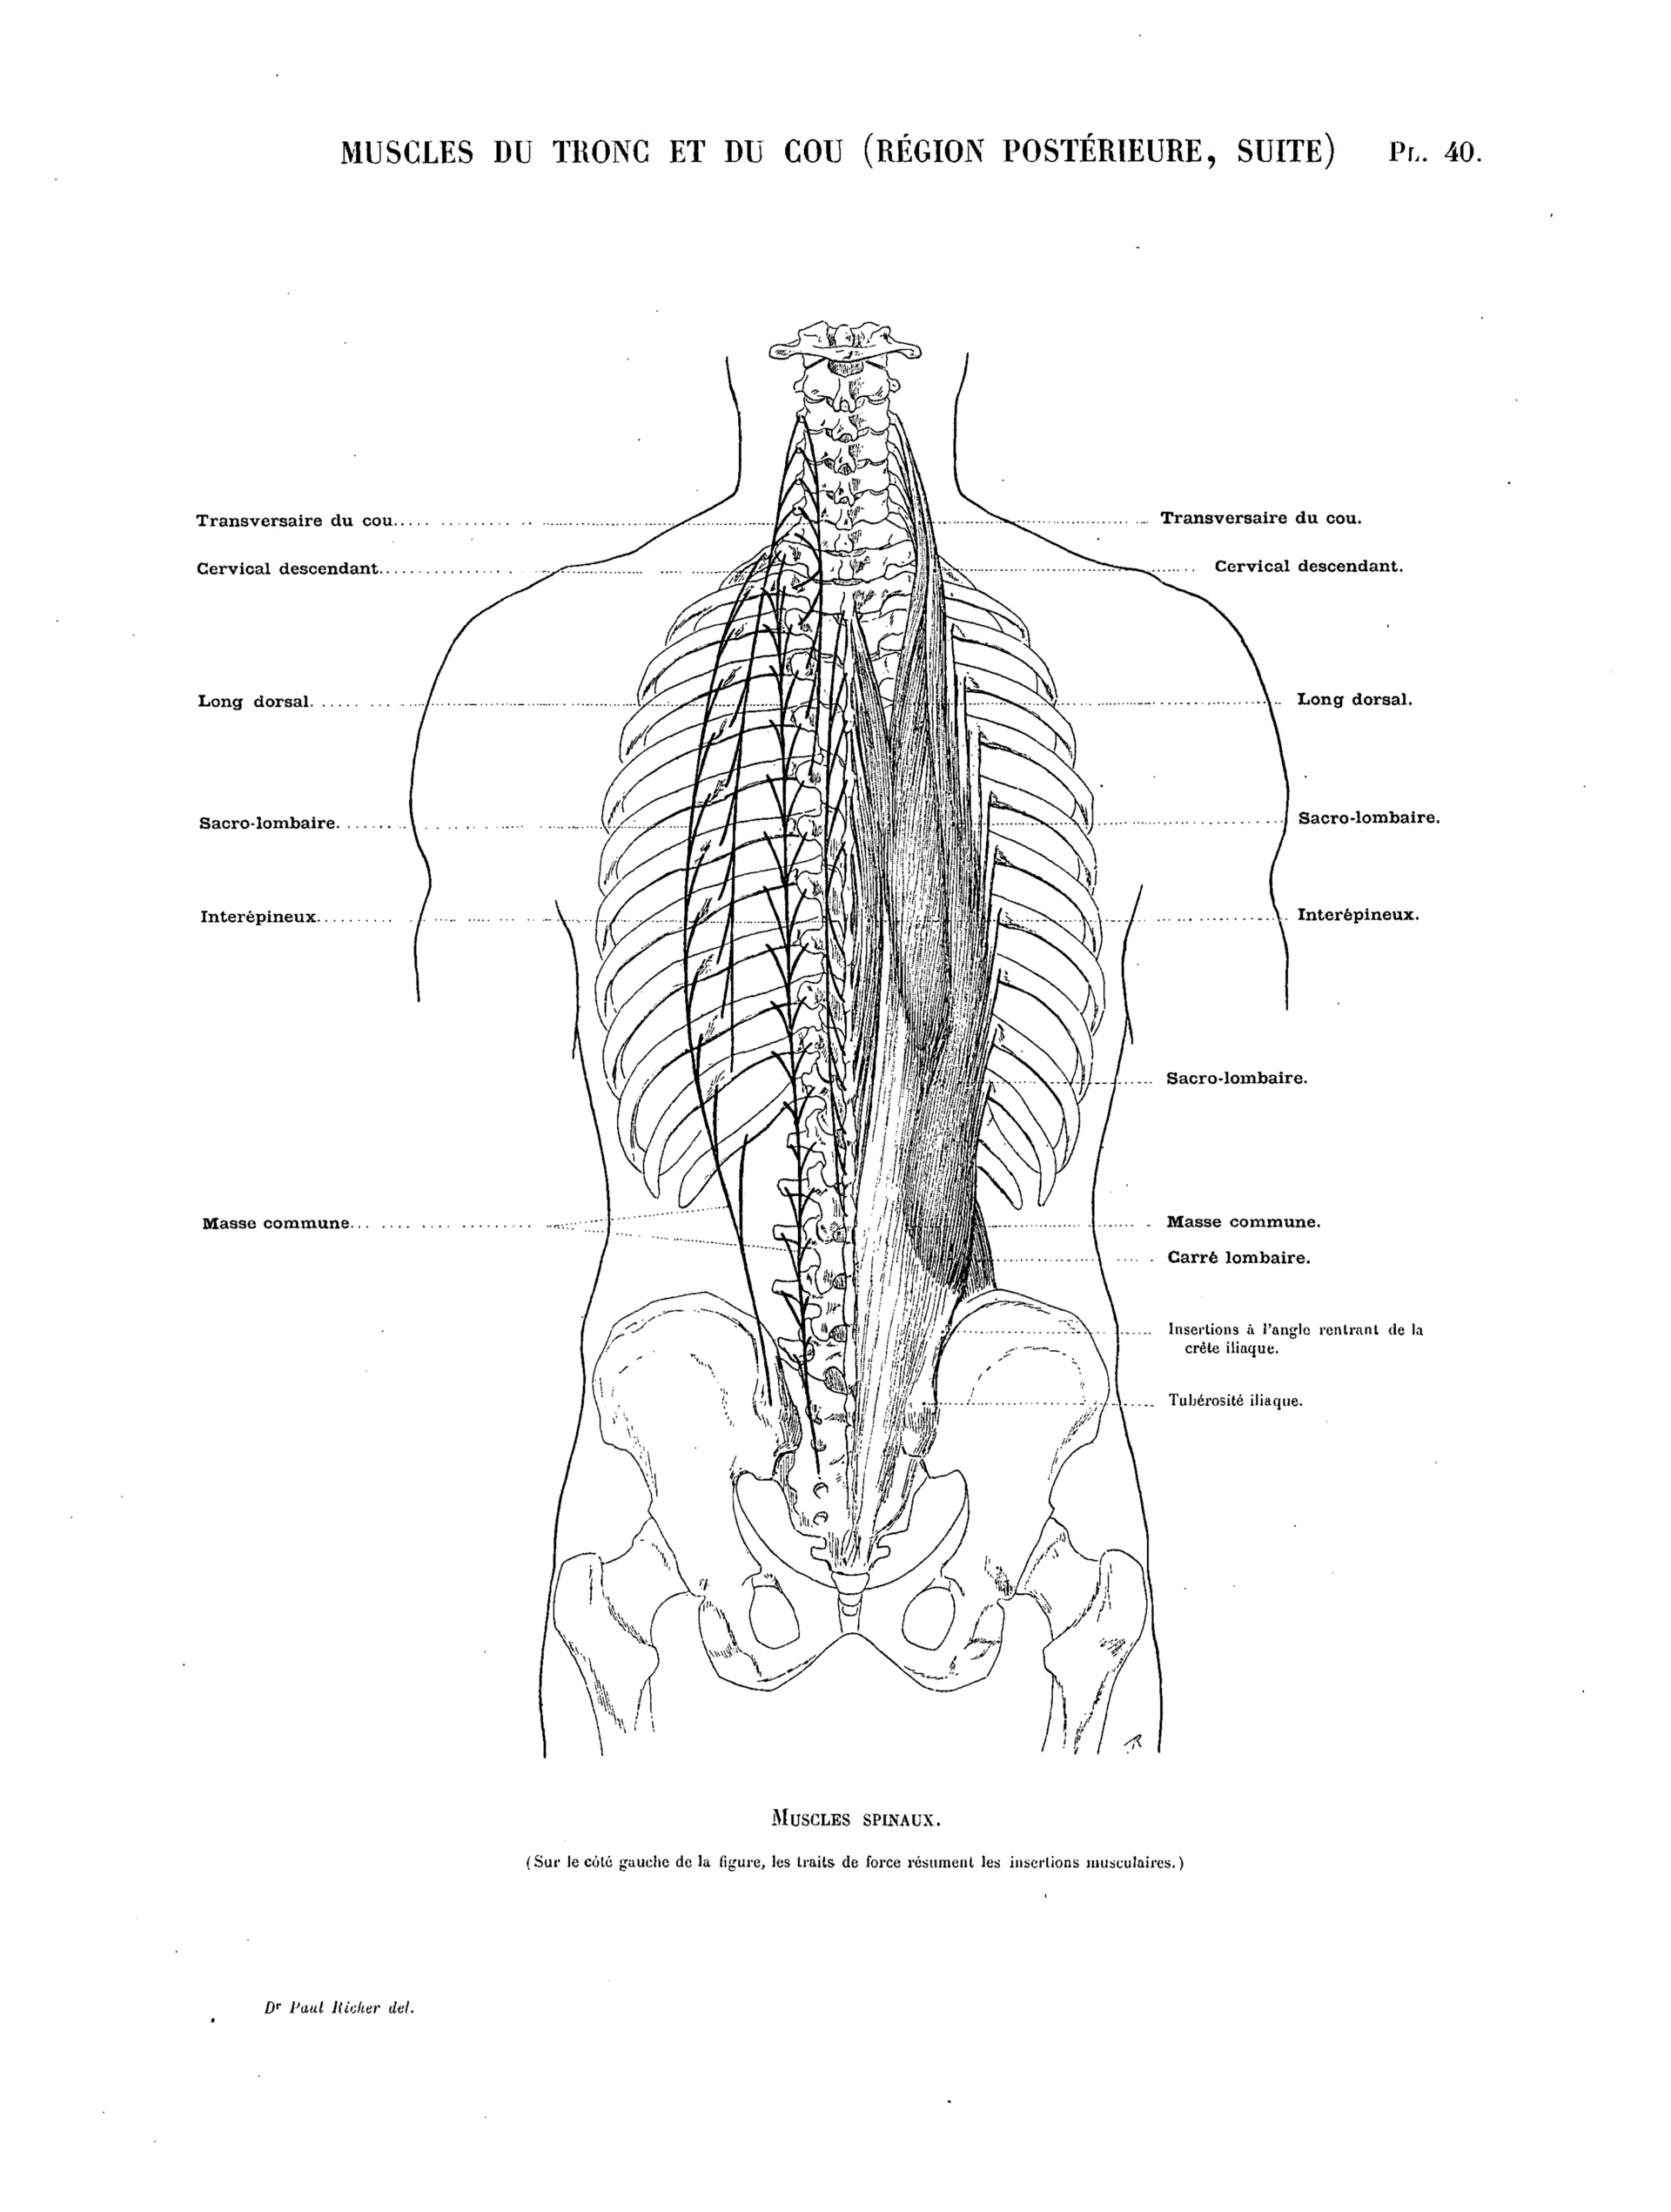 MUSCLES DU TRONC ET DU COU (RÉGION POSTÉRIEURE, SUITE) PL. 40.
Transversaire du cou.
Cervical descendant.
Long dorsal.
Sacro-lombaire.
Interépineux.
Masse commune.
Transversaire du cou.
Cervical descendant.
Long dorsal.
Sacro-lombaire.
Interépineux.
Sacro-lombaire.
Masse commune.
Carré lombaire.
Insertions à l'angle rentrant de la
crête iliaque.
Tubérosité iliaque.
MUSCLES SPINAUX.
(Sur le côté gauche de la figure, les traits de force résument les insertions musculaires.)
Dr Paul Richer del.